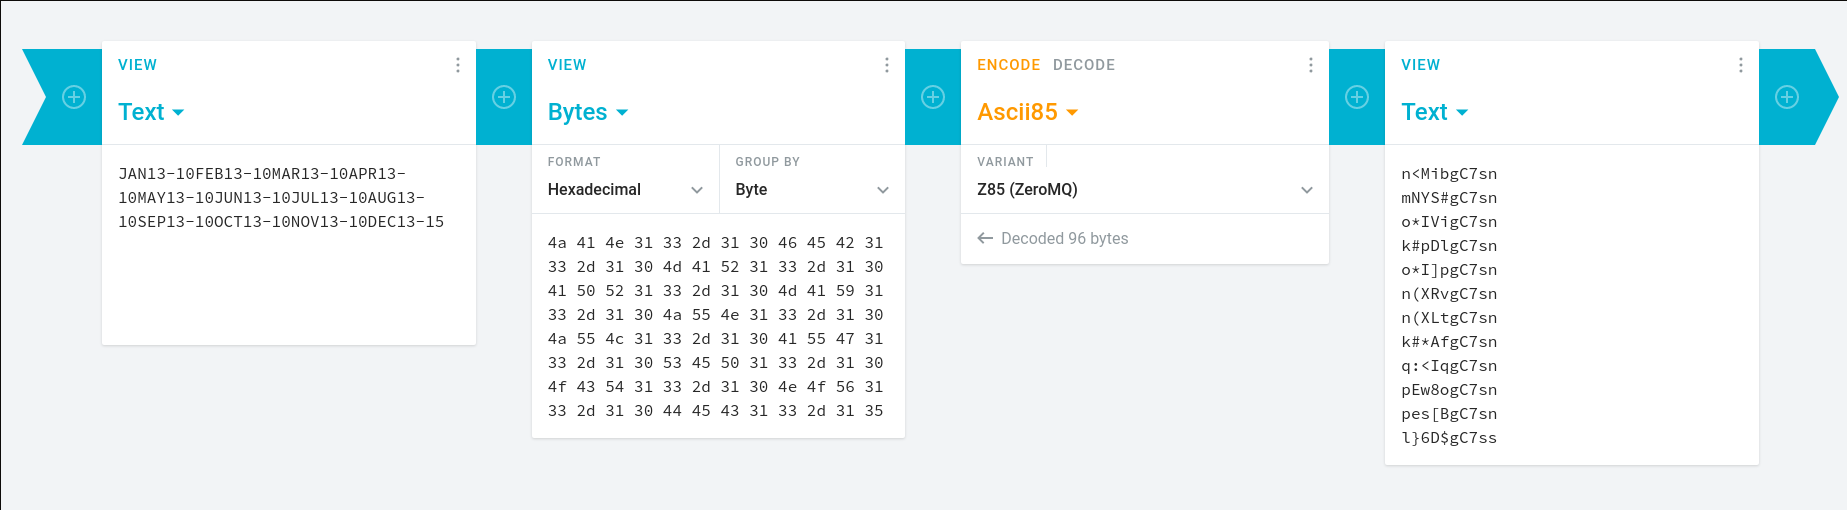 VIEW
Text
JAN13-10FEB13-10MAR13-10APR13-
10MAY13-10JUN13-10JUL13-10AUG13-
10SEP13-10OCT13-10NOV13-10DEC13-15
VIEW
Bytes
FORMAT
Hexadecimal
GROUP BY
Byte
4a 41 4e 31 33 2d 31 30 46 45 42 31
33 2d 31 30 4d 41 52 31 33 2d 31 30
41 50 52 31 33 2d 31 30 4d 41 59 31
33 2d 31 30 4a 55 4e 31 33 2d 31 30
4a 55 4c 31 33 2d 31 30 41 55 47 31
33 2d 31 30 53 45 50 31 33 2d 31 30
4f 43 54 31 33 2d 31 30 4e 4f 56 31
33 2d 31 30 44 45 43 31 33 2d 31 35
ENCODE DECODE
Ascii85
VARIANT
Z85 (ZeroMQ)
← Decoded 96 bytes
VIEW
Text
n<MibgC7sn
mNYS#gC7sn
o*IVigC7sn
k#pDlgC7sn
o*I]pgC7sn
n(XRvgC7sn
n(XLtgC7sn
k#*AfgC7sn
q:<IqgC7sn
pEw8ogC7sn
pes[BgC7sn
l}6D$gC7ss